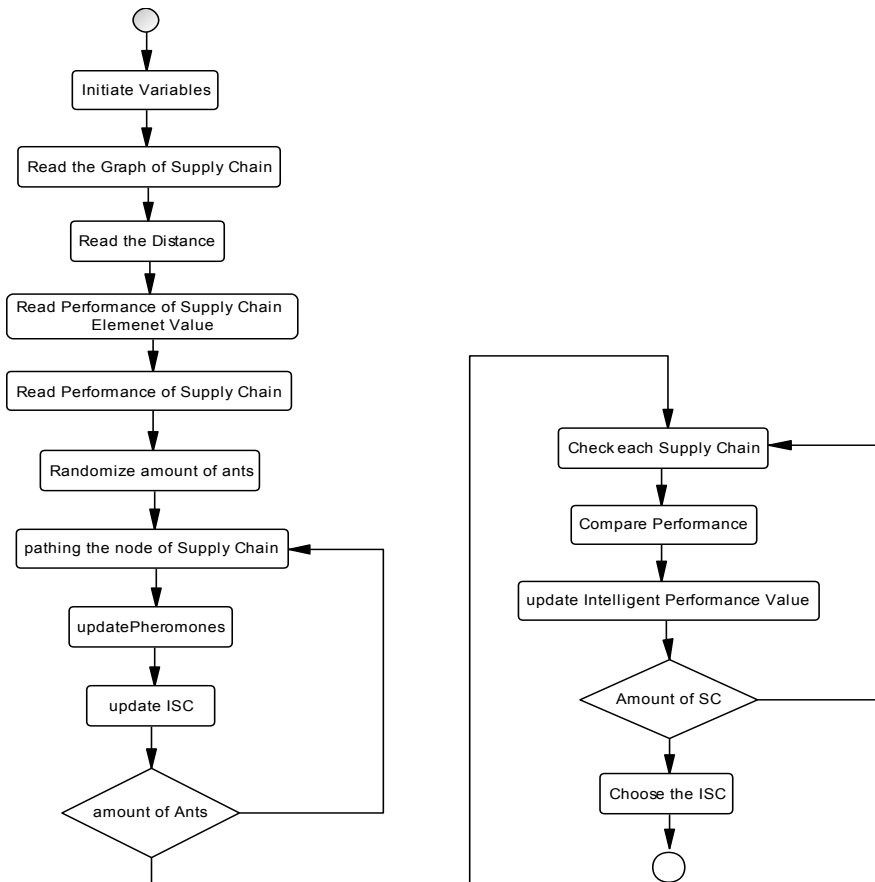 Initiate Variables
Read the Graph of Supply Chain
Read the Distance
Read Performance of Supply Chain
Elemenet Value
Read Performance of Supply Chain
Randomize amount of ants
pathing the node of Supply Chain
updatePheromones
update ISC
amount of Ants
Check each Supply Chain
Compare Performance
update Intelligent Performance Value
Amount of SC
Choose the ISC